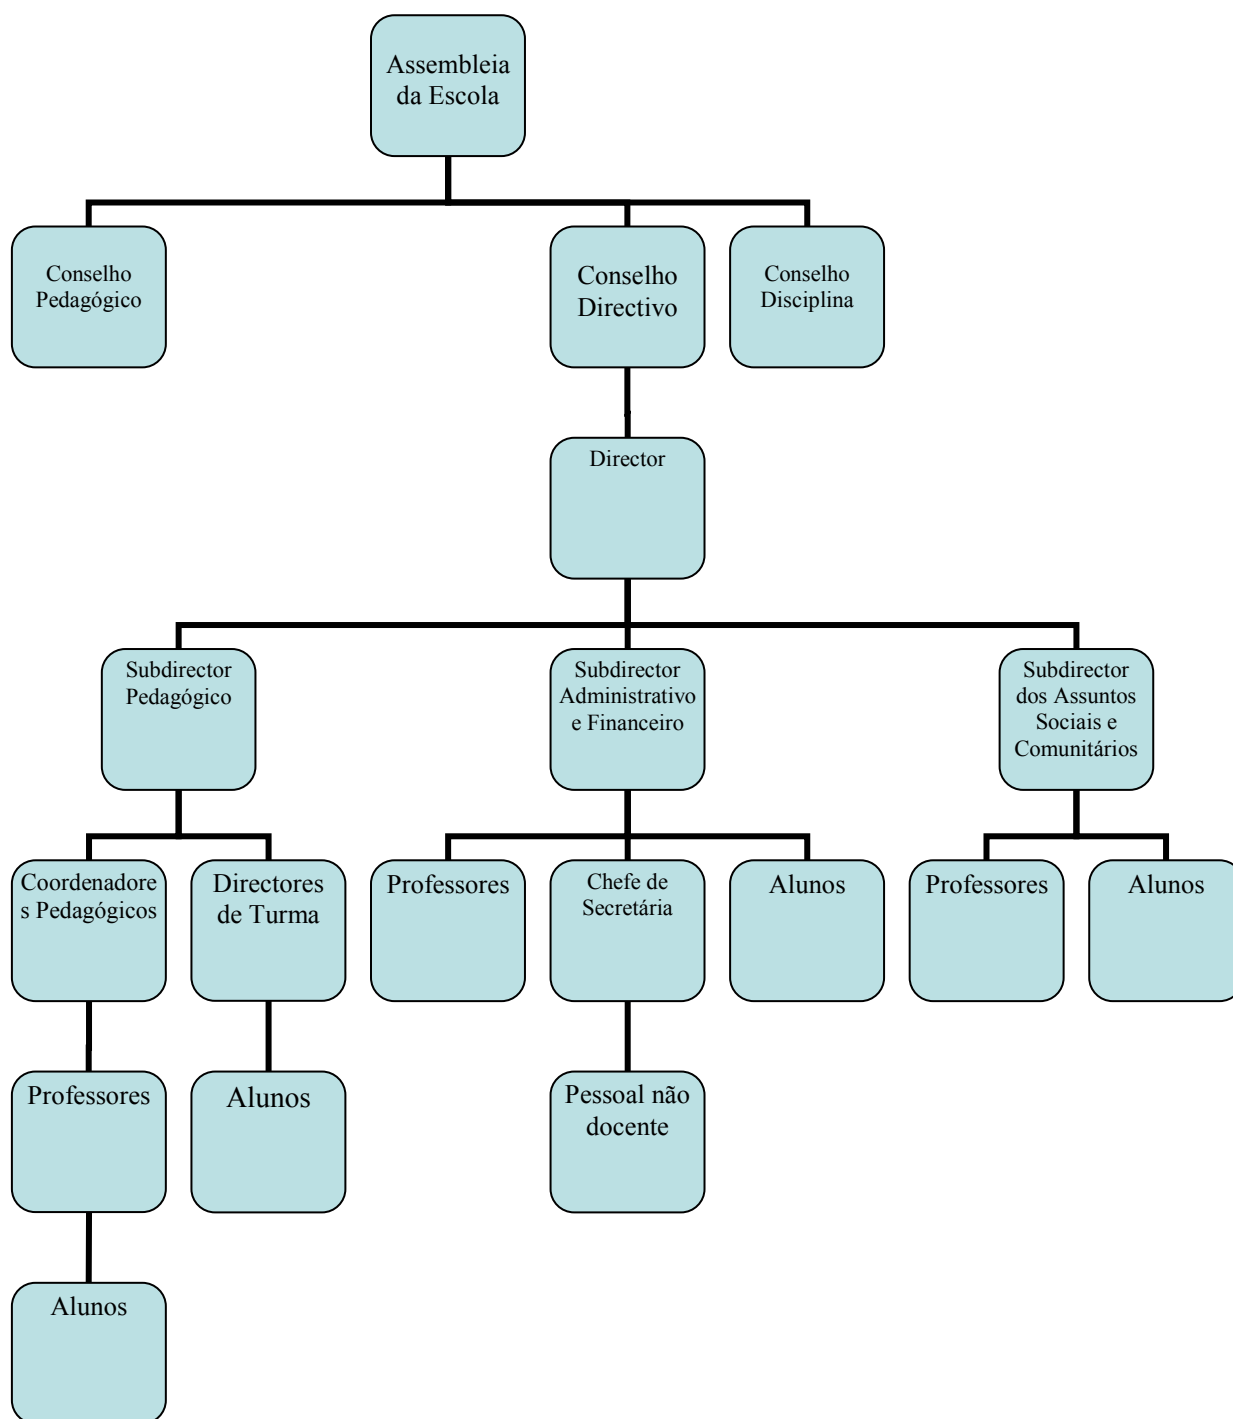 Assembleia
da Escola
Conselho
Pedagógico
Conselho
Directivo
Conselho
Disciplina
Director
Subdirector
Pedagógico
Subdirector
Administrativo
e Financeiro
Subdirector
dos Assuntos
Sociais e
Comunitários
Coordenadore
s Pedagógicos
Directores
de Turma
Professores
Chefe de
Secretária
Alunos
Professores
Alunos
Professores
Alunos
Pessoal não
docente
Alunos